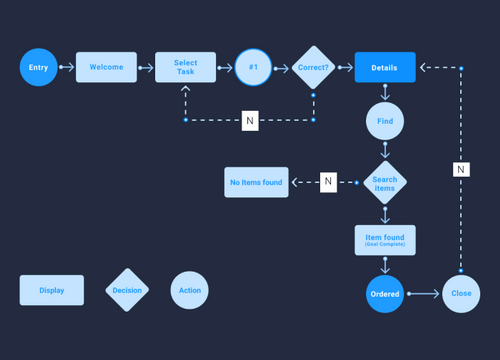 Entry
Welcome
Select
Task
#1
Correct?
Details
N
Find
N
No Items found
N
Search
items
Item found
(Goal Complete)
Display
Decision
Action
Ordered
Close